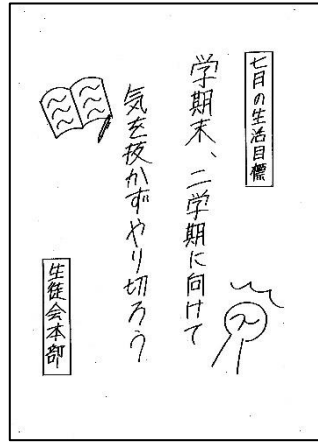 七月の生活目標
学期末、二学期に向けて
気を抜かずやり切ろう
生徒会本部